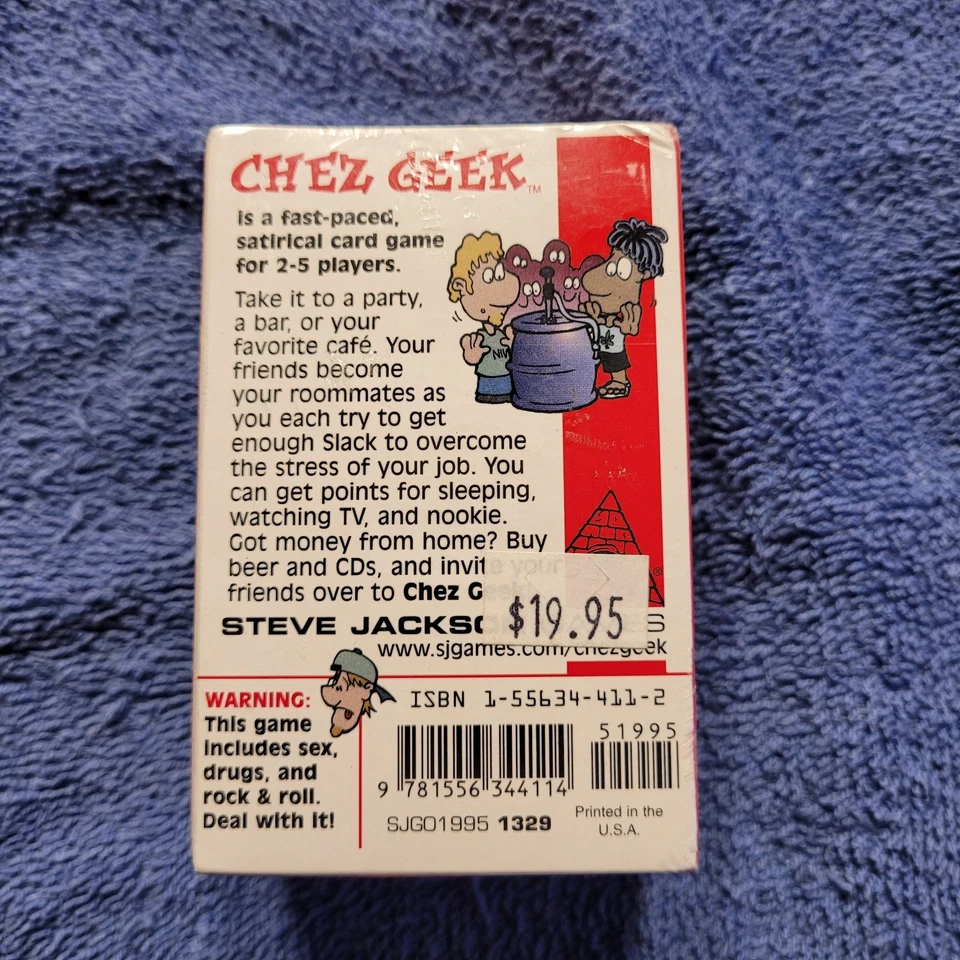 CHEZ GEEK™
is a fast-paced,
satirical card game
for 2-5 players.
Take it to a party,
a bar, or your
favorite café. Your
friends become
your roommates as
you each try to get
enough Slack to overcome
the stress of your job. You
can get points for sleeping,
watching TV, and nookie.
Got money from home? Buy
beer and CDs, and invite your
friends over to Chez Geek!
$19.95
STEVE JACKSON
www.sjgames.com/chezgeek
WARNING:
This game
includes sex,
drugs, and
rock & roll.
Deal with it!
ISBN 1-55634-411-2
51995
9 781556 344114
SJG01995 1329
Printed in the
U.S.A.
NIN
®